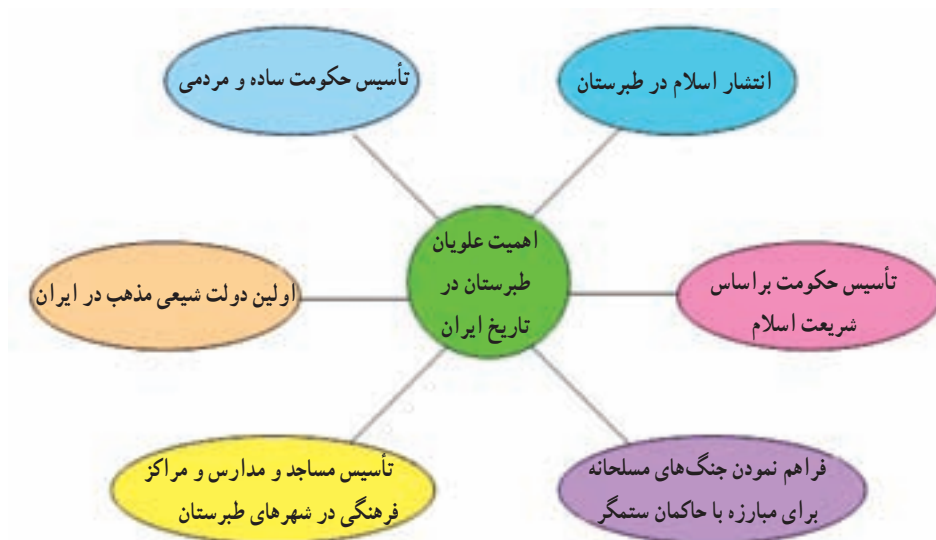 انتشار اسلام در طبرستان
تأسیس حکومت ساده و مردمی
اهمیت علویان
طبرستان در
تاریخ ایران
تأسیس حکومت براساس
شریعت اسلام
اولین دولت شیعی مذهب در ایران
فراهم نمودن جنگ‌های مسلحانه
برای مبارزه با حاکمان ستمگر
تأسیس مساجد و مدارس و مراکز
فرهنگی در شهرهای طبرستان